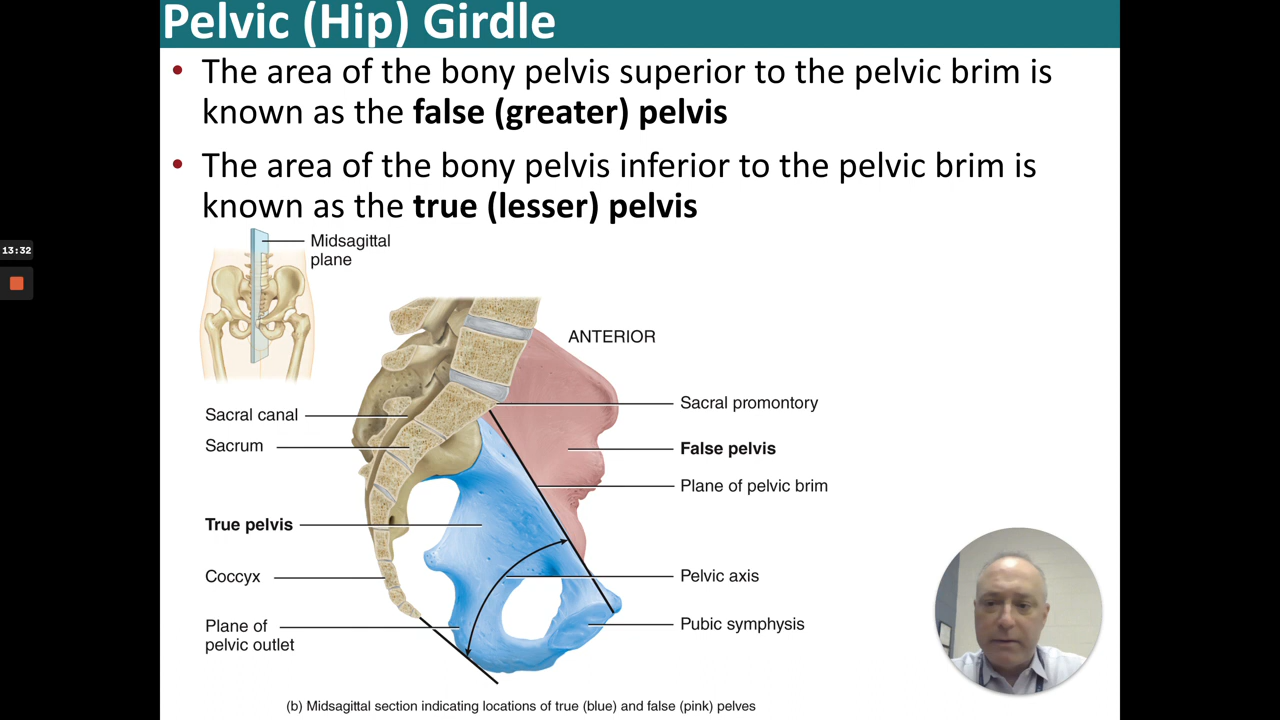 Pelvic (Hip) Girdle
• The area of the bony pelvis superior to the pelvic brim is
known as the false (greater) pelvis
• The area of the bony pelvis inferior to the pelvic brim is
known as the true (lesser) pelvis
13:32
Midsagittal
plane
ANTERIOR
Sacral canal
Sacral promontory
Sacrum
False pelvis
Plane of pelvic brim
True pelvis
Coccyx
Pelvic axis
Plane of
pelvic outlet
Pubic symphysis
(b) Midsagittal section indicating locations of true (blue) and false (pink) pelves